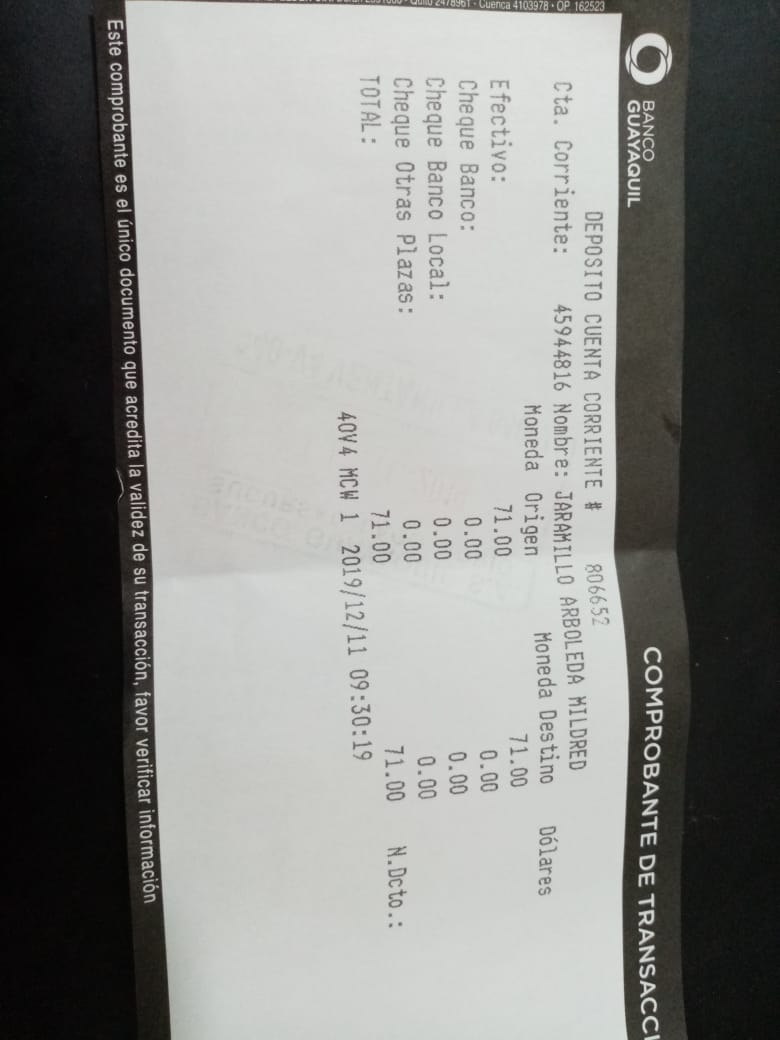 BANCO
GUAYAQUIL
COMPROBANTE DE TRANSACCI
DEPOSITO CUENTA CORRIENTE # 806652
Cta. Corriente: 45944816 Nombre: JARAMILLO ARBOLEDA MILDRED
Moneda Origen Moneda Destino Dólares
Efectivo: 71.00 71.00
Cheque Banco: 0.00 0.00
Cheque Banco Local: 0.00 0.00
Cheque Otras Plazas: 0.00 0.00
TOTAL: 71.00 71.00 N.Dcto.:
40V4 MCW 1 2019/12/11 09:30:19
Este comprobante es el único documento que acredita la validez de su transacción, favor verificar información
Cuenca 4103978 - OP. 162523